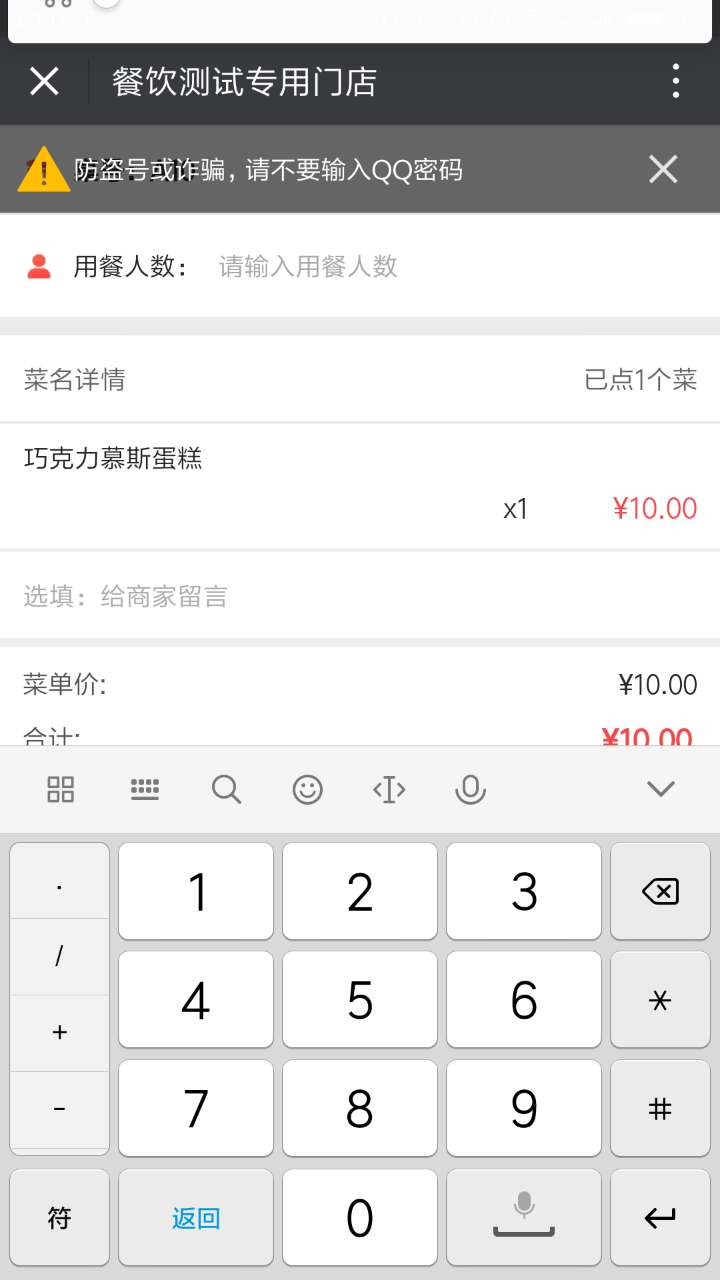 餐饮测试专用门店
防盗号或诈骗，请不要输入QQ密码
用餐人数： 请输入用餐人数
菜名详情 已点1个菜
巧克力慕斯蛋糕
x1 ¥10.00
选填：给商家留言
菜单价: ¥10.00
合计: ¥10.00
· 1 2 3
/ 4 5 6 *
+ 7 8 9 #
-
符 返回 0